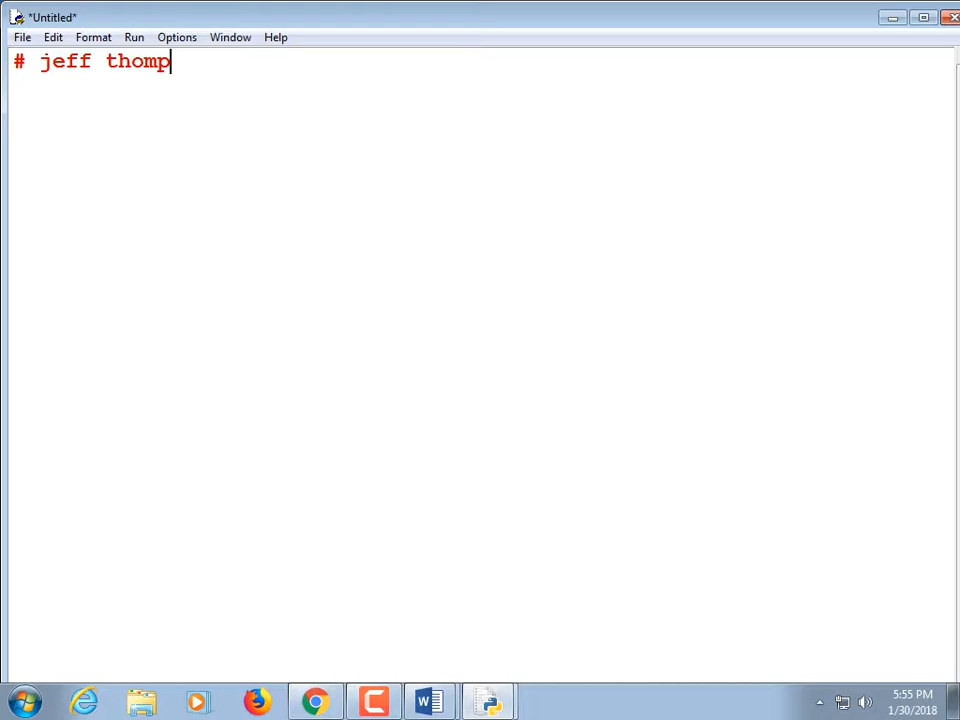 *Untitled*
File Edit Format Run Options Window Help
# jeff thomp
5:55 PM
1/30/2018